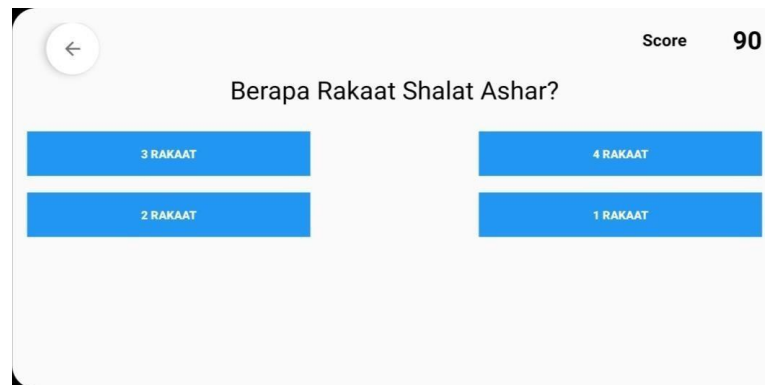 Score 90
Berapa Rakaat Shalat Ashar?
3 RAKAAT
4 RAKAAT
2 RAKAAT
1 RAKAAT